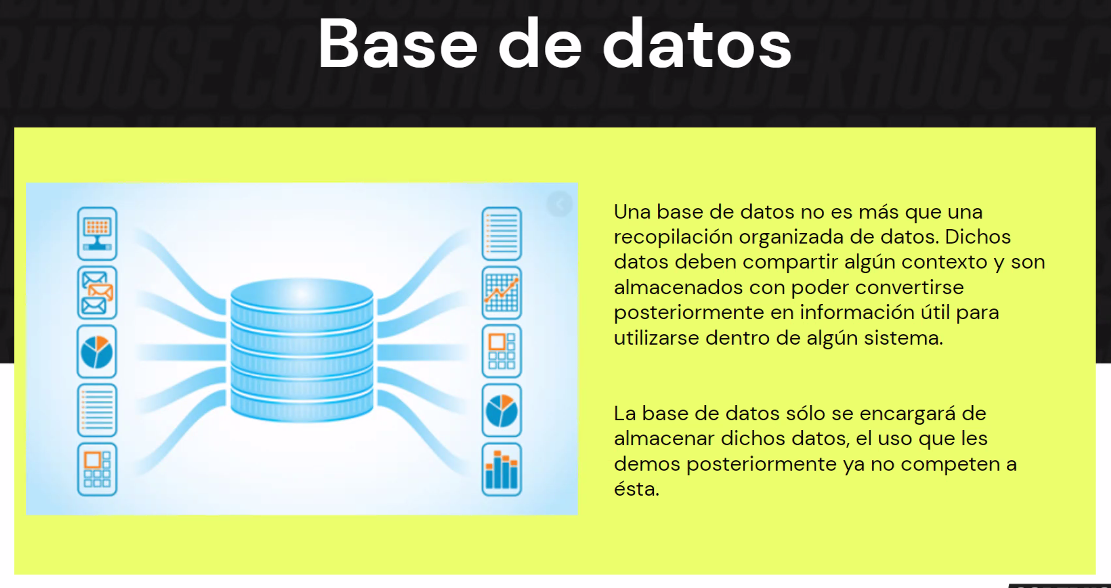 Base de datos
Una base de datos no es más que una
recopilación organizada de datos. Dichos
datos deben compartir algún contexto y son
almacenados con poder convertirse
posteriormente en información útil para
utilizarse dentro de algún sistema.
La base de datos sólo se encargará de
almacenar dichos datos, el uso que les
demos posteriormente ya no competen a
ésta.